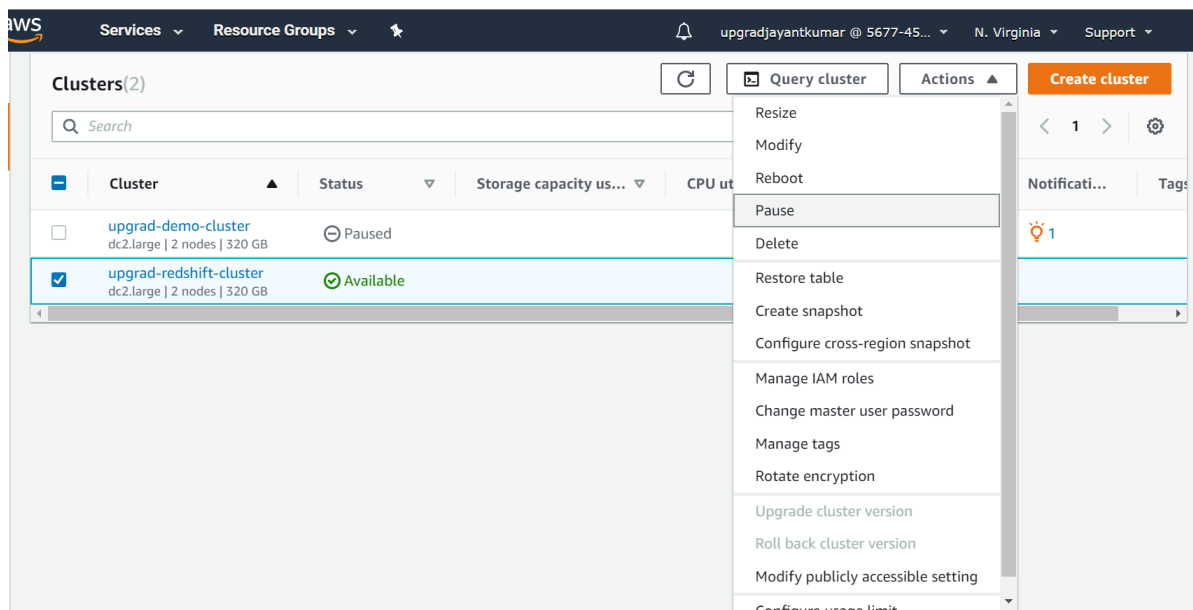 aws Services Resource Groups upgradjayantkumar @ 5677-45... N. Virginia Support
Clusters(2) Query cluster Actions Create cluster
Search
1
Cluster Status Storage capacity us... CPU ut Notificati... Tags
upgrad-demo-cluster
dc2.large | 2 nodes | 320 GB
Paused
1
upgrad-redshift-cluster
dc2.large | 2 nodes | 320 GB
Available
Resize
Modify
Reboot
Pause
Delete
Restore table
Create snapshot
Configure cross-region snapshot
Manage IAM roles
Change master user password
Manage tags
Rotate encryption
Upgrade cluster version
Roll back cluster version
Modify publicly accessible setting
Configure usage limit